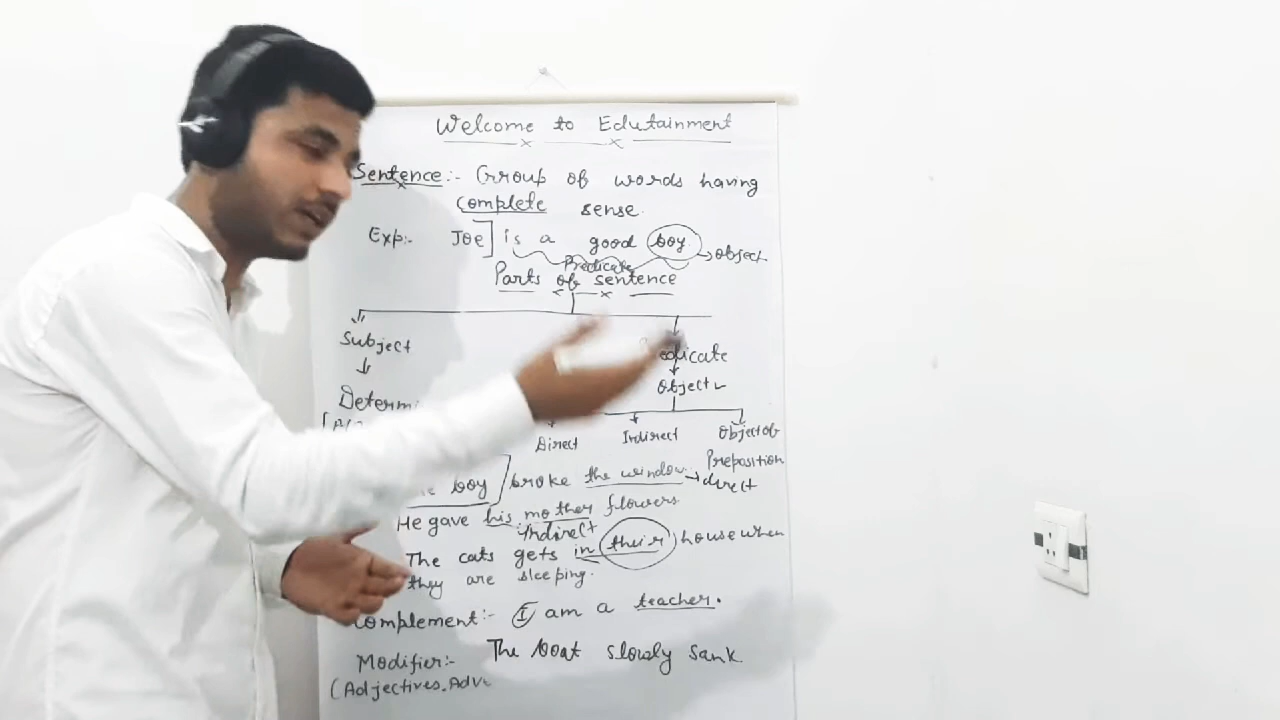 Welcome to Edutainment
Sentence:- Group of words having
complete sense.
Exp:- Joe] is a good boy → object
Predicate
Parts of sentence
Subject
Object
Direct Indirect Object of
Preposition
boy broke the window → direct
He gave his mother flowers
Indirect
The cats gets in their house when
they are sleeping.
Complement:- I am a teacher.
Modifier:- The boat slowly sank
(Adjectives,